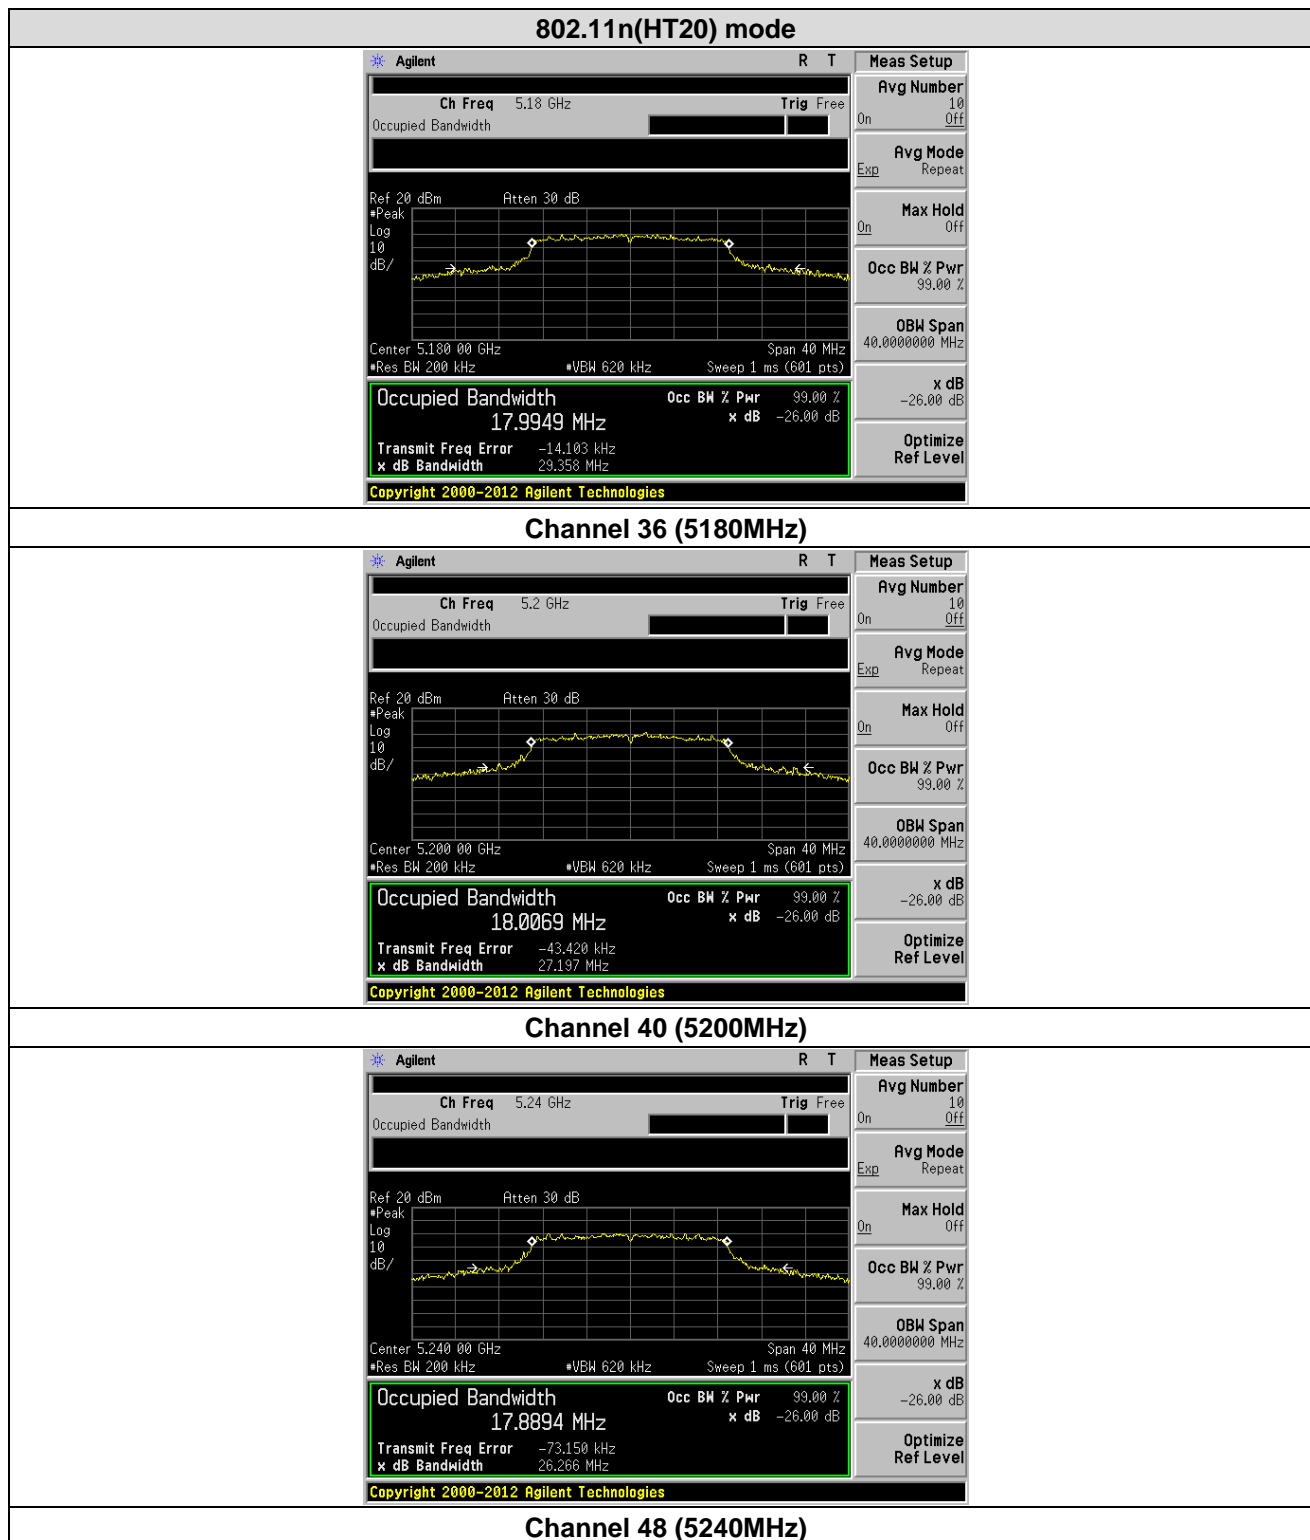 802.11n(HT20) mode
Agilent R T Meas Setup
Ch Freq 5.18 GHz Trig Free
Occupied Bandwidth
Avg Number
10
On Off
Avg Mode
Exp Repeat
Ref 20 dBm Atten 30 dB
#Peak
Log
10
dB/
Max Hold
On Off
Occ BW % Pwr
99.00 %
OBW Span
40.0000000 MHz
Center 5.180 00 GHz Span 40 MHz
#Res BW 200 kHz #VBW 620 kHz Sweep 1 ms (601 pts)
Occupied Bandwidth Occ BW % Pwr 99.00 %
17.9949 MHz x dB -26.00 dB
Transmit Freq Error -14.103 kHz
x dB Bandwidth 29.358 MHz
x dB
-26.00 dB
Optimize
Ref Level
Copyright 2000-2012 Agilent Technologies
Channel 36 (5180MHz)
Agilent R T Meas Setup
Ch Freq 5.2 GHz Trig Free
Occupied Bandwidth
Avg Number
10
On Off
Avg Mode
Exp Repeat
Ref 20 dBm Atten 30 dB
#Peak
Log
10
dB/
Max Hold
On Off
Occ BW % Pwr
99.00 %
OBW Span
40.0000000 MHz
Center 5.200 00 GHz Span 40 MHz
#Res BW 200 kHz #VBW 620 kHz Sweep 1 ms (601 pts)
Occupied Bandwidth Occ BW % Pwr 99.00 %
18.0069 MHz x dB -26.00 dB
Transmit Freq Error -43.420 kHz
x dB Bandwidth 27.197 MHz
x dB
-26.00 dB
Optimize
Ref Level
Copyright 2000-2012 Agilent Technologies
Channel 40 (5200MHz)
Agilent R T Meas Setup
Ch Freq 5.24 GHz Trig Free
Occupied Bandwidth
Avg Number
10
On Off
Avg Mode
Exp Repeat
Ref 20 dBm Atten 30 dB
#Peak
Log
10
dB/
Max Hold
On Off
Occ BW % Pwr
99.00 %
OBW Span
40.0000000 MHz
Center 5.240 00 GHz Span 40 MHz
#Res BW 200 kHz #VBW 620 kHz Sweep 1 ms (601 pts)
Occupied Bandwidth Occ BW % Pwr 99.00 %
17.8894 MHz x dB -26.00 dB
Transmit Freq Error -73.150 kHz
x dB Bandwidth 26.266 MHz
x dB
-26.00 dB
Optimize
Ref Level
Copyright 2000-2012 Agilent Technologies
Channel 48 (5240MHz)